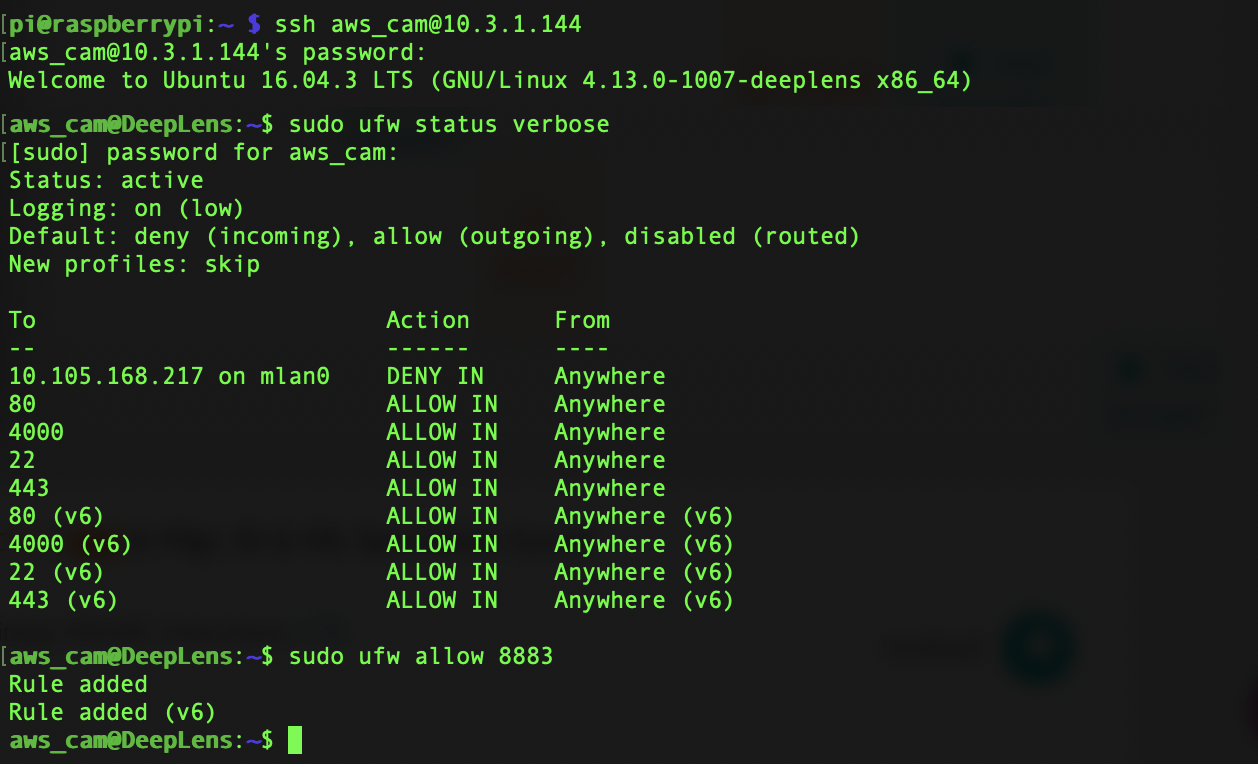 [pi@raspberrypi:~ $ ssh aws_cam@10.3.1.144
[aws_cam@10.3.1.144's password:
Welcome to Ubuntu 16.04.3 LTS (GNU/Linux 4.13.0-1007-deeplens x86_64)
[aws_cam@DeepLens:~$ sudo ufw status verbose
[[sudo] password for aws_cam:
Status: active
Logging: on (low)
Default: deny (incoming), allow (outgoing), disabled (routed)
New profiles: skip

To                         Action      From
--                         ------      ----
10.105.168.217 on mlan0    DENY IN     Anywhere
80                         ALLOW IN    Anywhere
4000                       ALLOW IN    Anywhere
22                         ALLOW IN    Anywhere
443                        ALLOW IN    Anywhere
80 (v6)                    ALLOW IN    Anywhere (v6)
4000 (v6)                  ALLOW IN    Anywhere (v6)
22 (v6)                    ALLOW IN    Anywhere (v6)
443 (v6)                   ALLOW IN    Anywhere (v6)

[aws_cam@DeepLens:~$ sudo ufw allow 8883
Rule added
Rule added (v6)
aws_cam@DeepLens:~$